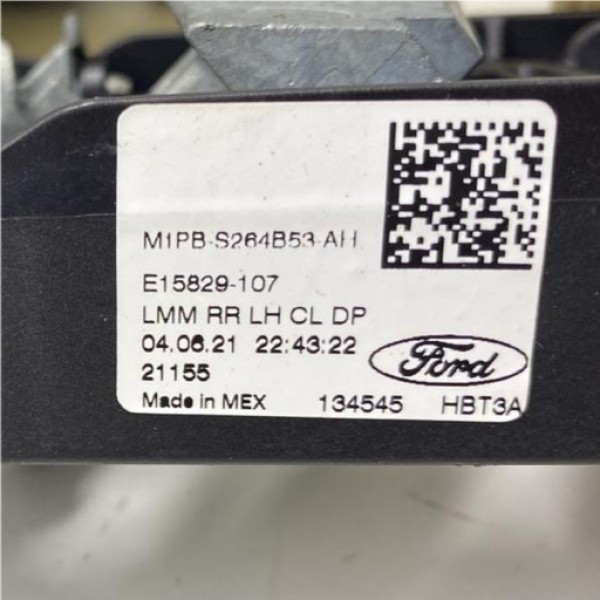 M1PB-S264B53-AH
E15829-107
LMM RR LH CL DP
04.06.21 22:43:22
Ford
21155
Made in MEX 134545 HBT3A